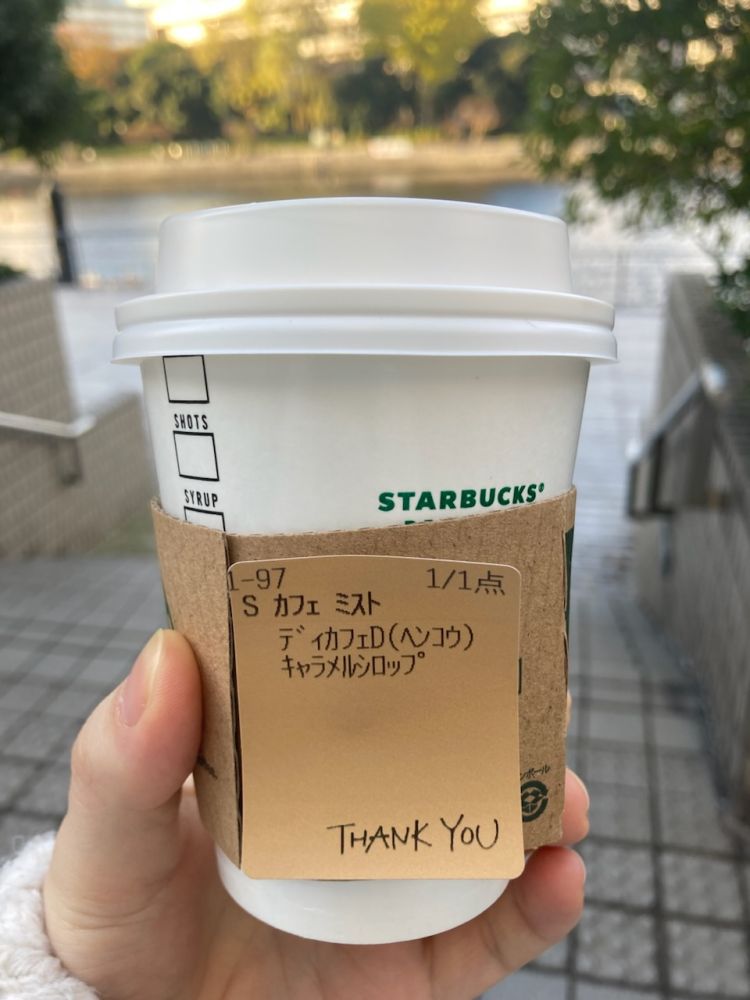 SHOTS
SYRUP
STARBUCKS®
1-97 1/1点
S カフェ ミスト
ディカフェD(ヘンコウ)
キャラメルシロップ
THANK YOU